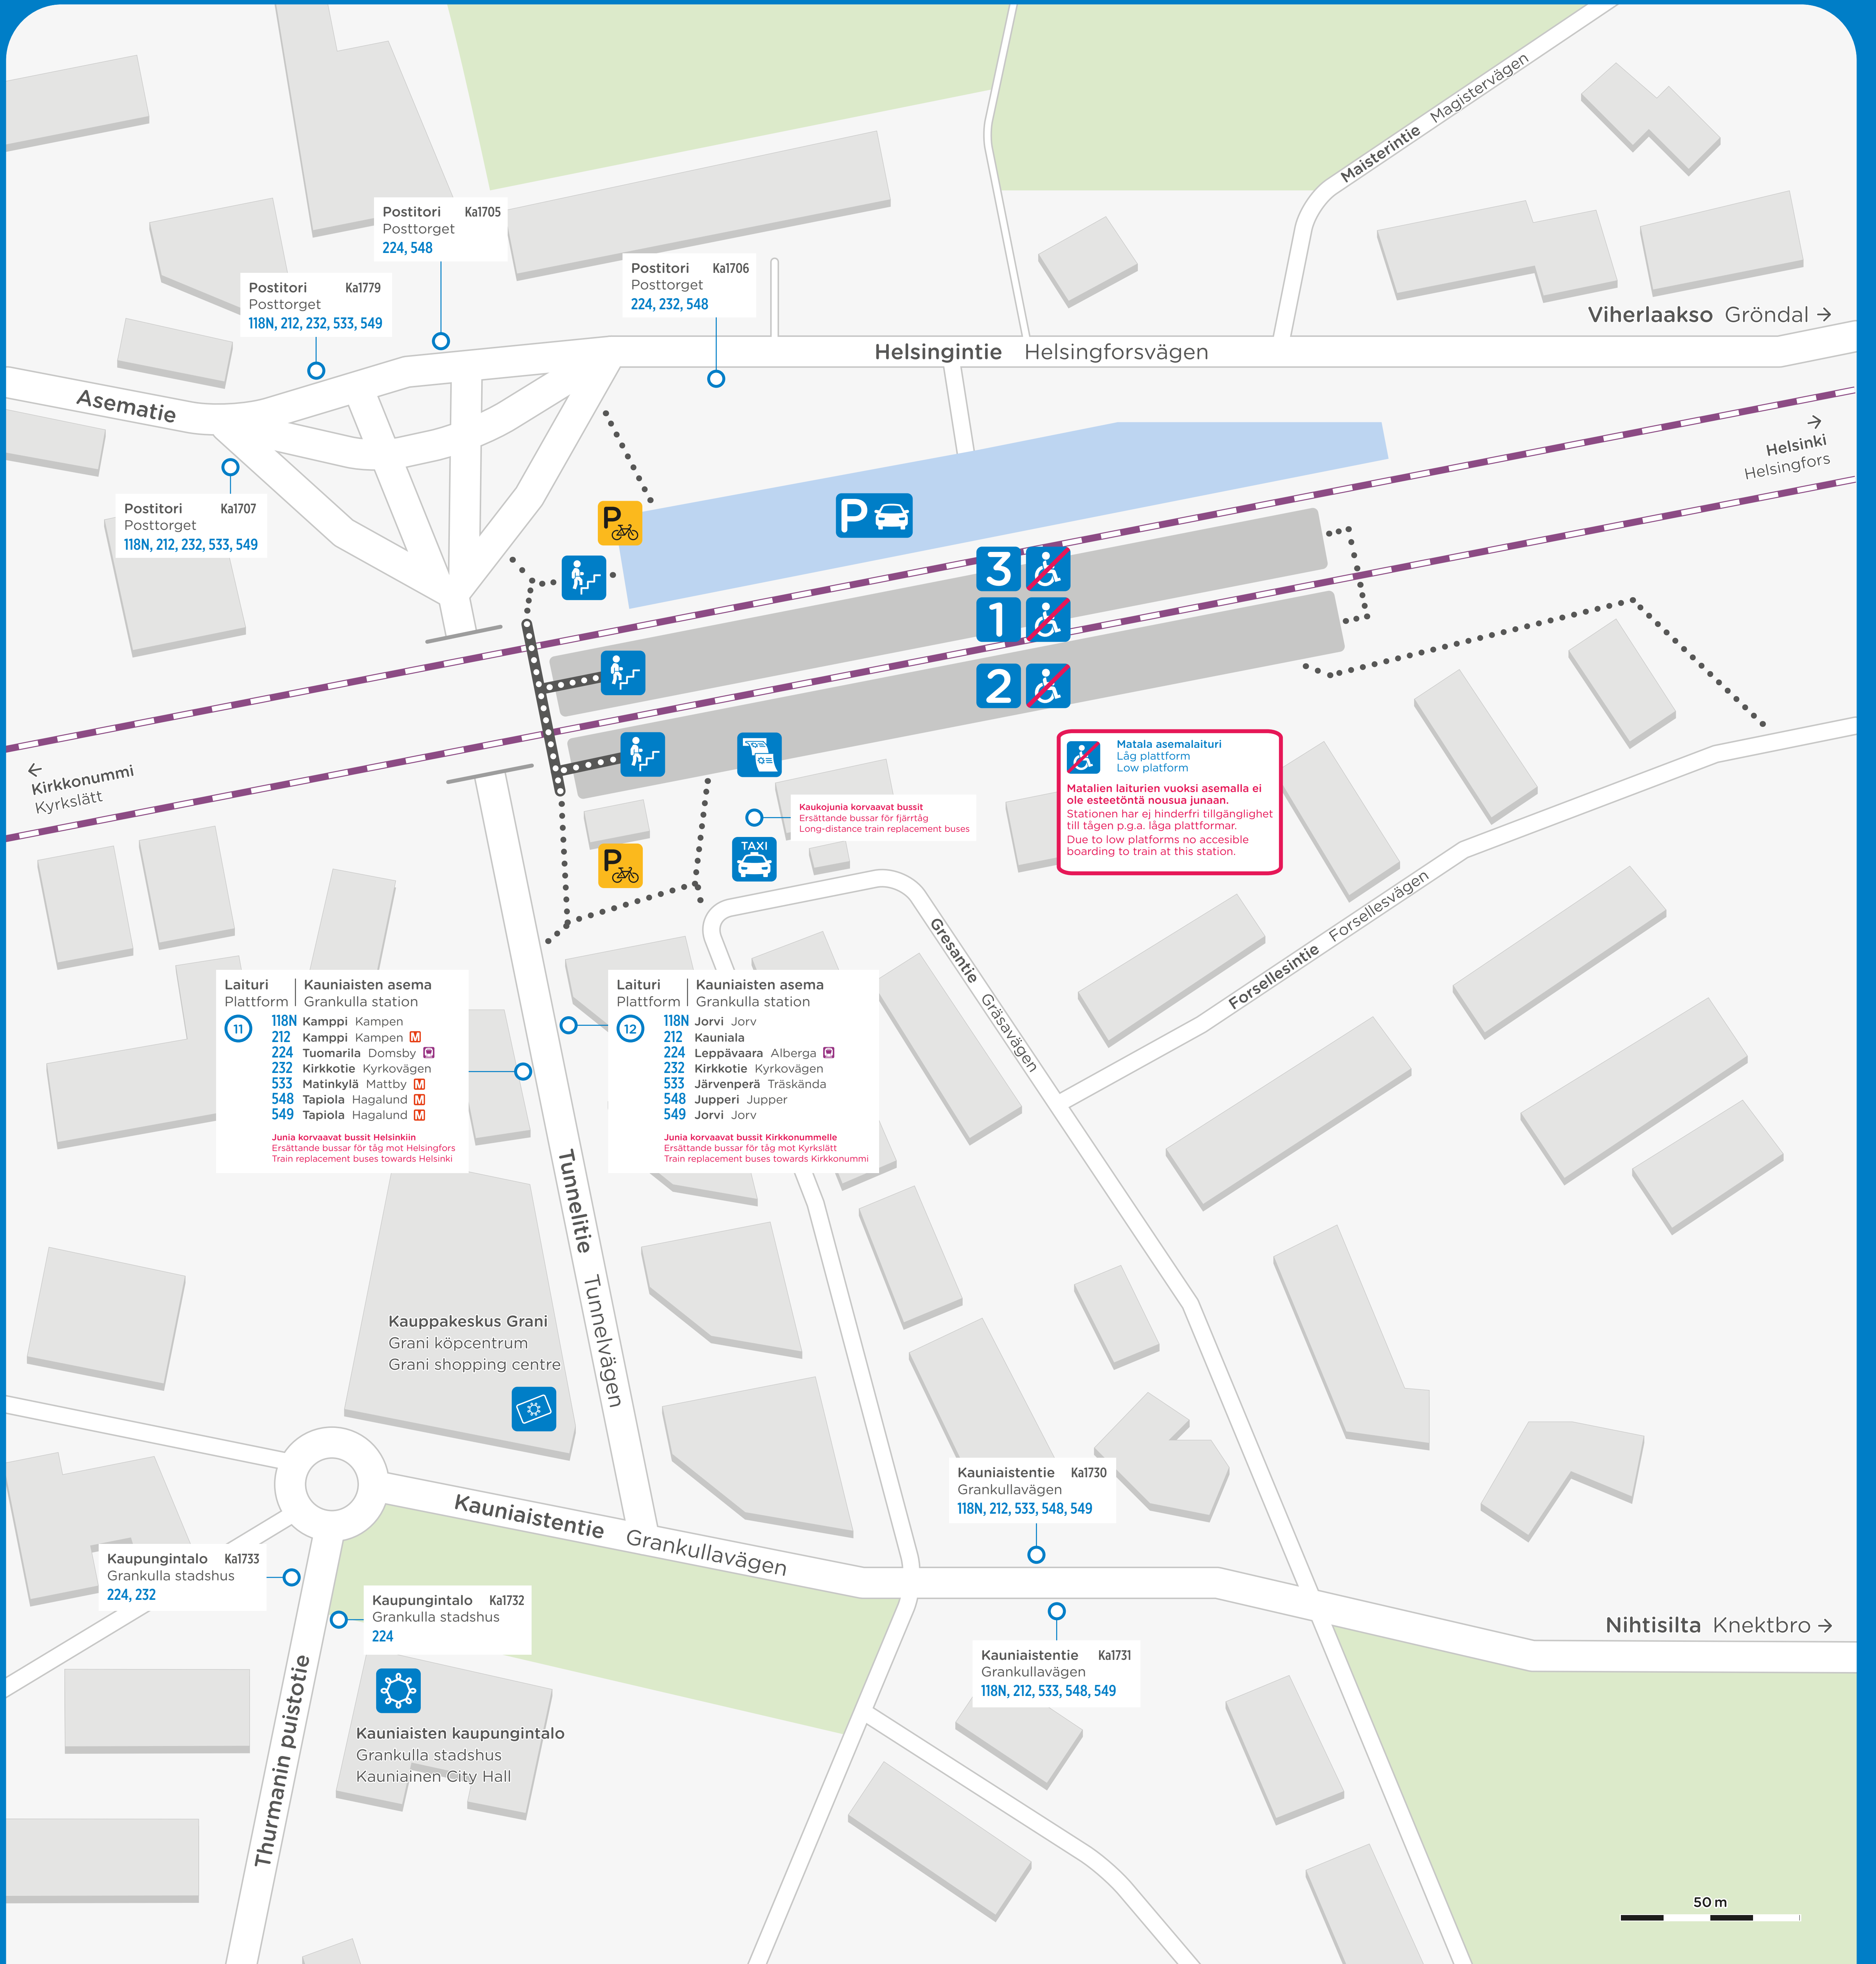 Maisterintie Magistervägen
Postitori Ka1705
Posttorget
224, 548
Postitori Ka1706
Posttorget
224, 232, 548
Postitori Ka1779
Posttorget
118N, 212, 232, 533, 549
Viherlaakso Gröndal →
Helsingintie Helsingforsvägen
Asematie
→
Helsinki
Helsingfors
Postitori Ka1707
Posttorget
118N, 212, 232, 533, 549
P
P
3
1
2
←
Kirkkonummi
Kyrkslätt
Matala asemalaituri
Låg plattform
Low platform
Matalien laiturien vuoksi asemalla ei
ole esteetöntä nousua junaan.
Stationen har ej hinderfri tillgänglighet
till tågen p.g.a. låga plattformar.
Due to low platforms no accesible
boarding to train at this station.
Kaukojunia korvaavat bussit
Ersättande bussar för fjärrtåg
Long-distance train replacement buses
TAXI
P
Gresantie Gräsavägen
Forsellesintie Forsellesvägen
Laituri Kauniaisten asema
Plattform Grankulla station
11
118N Kamppi Kampen
212 Kamppi Kampen M
224 Tuomarila Domsby
232 Kirkkotie Kyrkovägen
533 Matinkylä Mattby M
548 Tapiola Hagalund M
549 Tapiola Hagalund M
Junia korvaavat bussit Helsinkiin
Ersättande bussar för tåg mot Helsingfors
Train replacement buses towards Helsinki
Laituri Kauniaisten asema
Plattform Grankulla station
12
118N Jorvi Jorv
212 Kauniala
224 Leppävaara Alberga
232 Kirkkotie Kyrkovägen
533 Järvenperä Träskända
548 Jupperi Jupper
549 Jorvi Jorv
Junia korvaavat bussit Kirkkonummelle
Ersättande bussar för tåg mot Kyrkslätt
Train replacement buses towards Kirkkonummi
Tunnelitie Tunnelvägen
Kauppakeskus Grani
Grani köpcentrum
Grani shopping centre
Kauniaistentie Grankullavägen
Kauniaistentie Ka1730
Grankullavägen
118N, 212, 533, 548, 549
Kaupungintalo Ka1733
Grankulla stadshus
224, 232
Kaupungintalo Ka1732
Grankulla stadshus
224
Nihtisilta Knektbro →
Kauniaistentie Ka1731
Grankullavägen
118N, 212, 533, 548, 549
Thurmanin puistotie
Kauniaisten kaupungintalo
Grankulla stadshus
Kauniainen City Hall
50 m